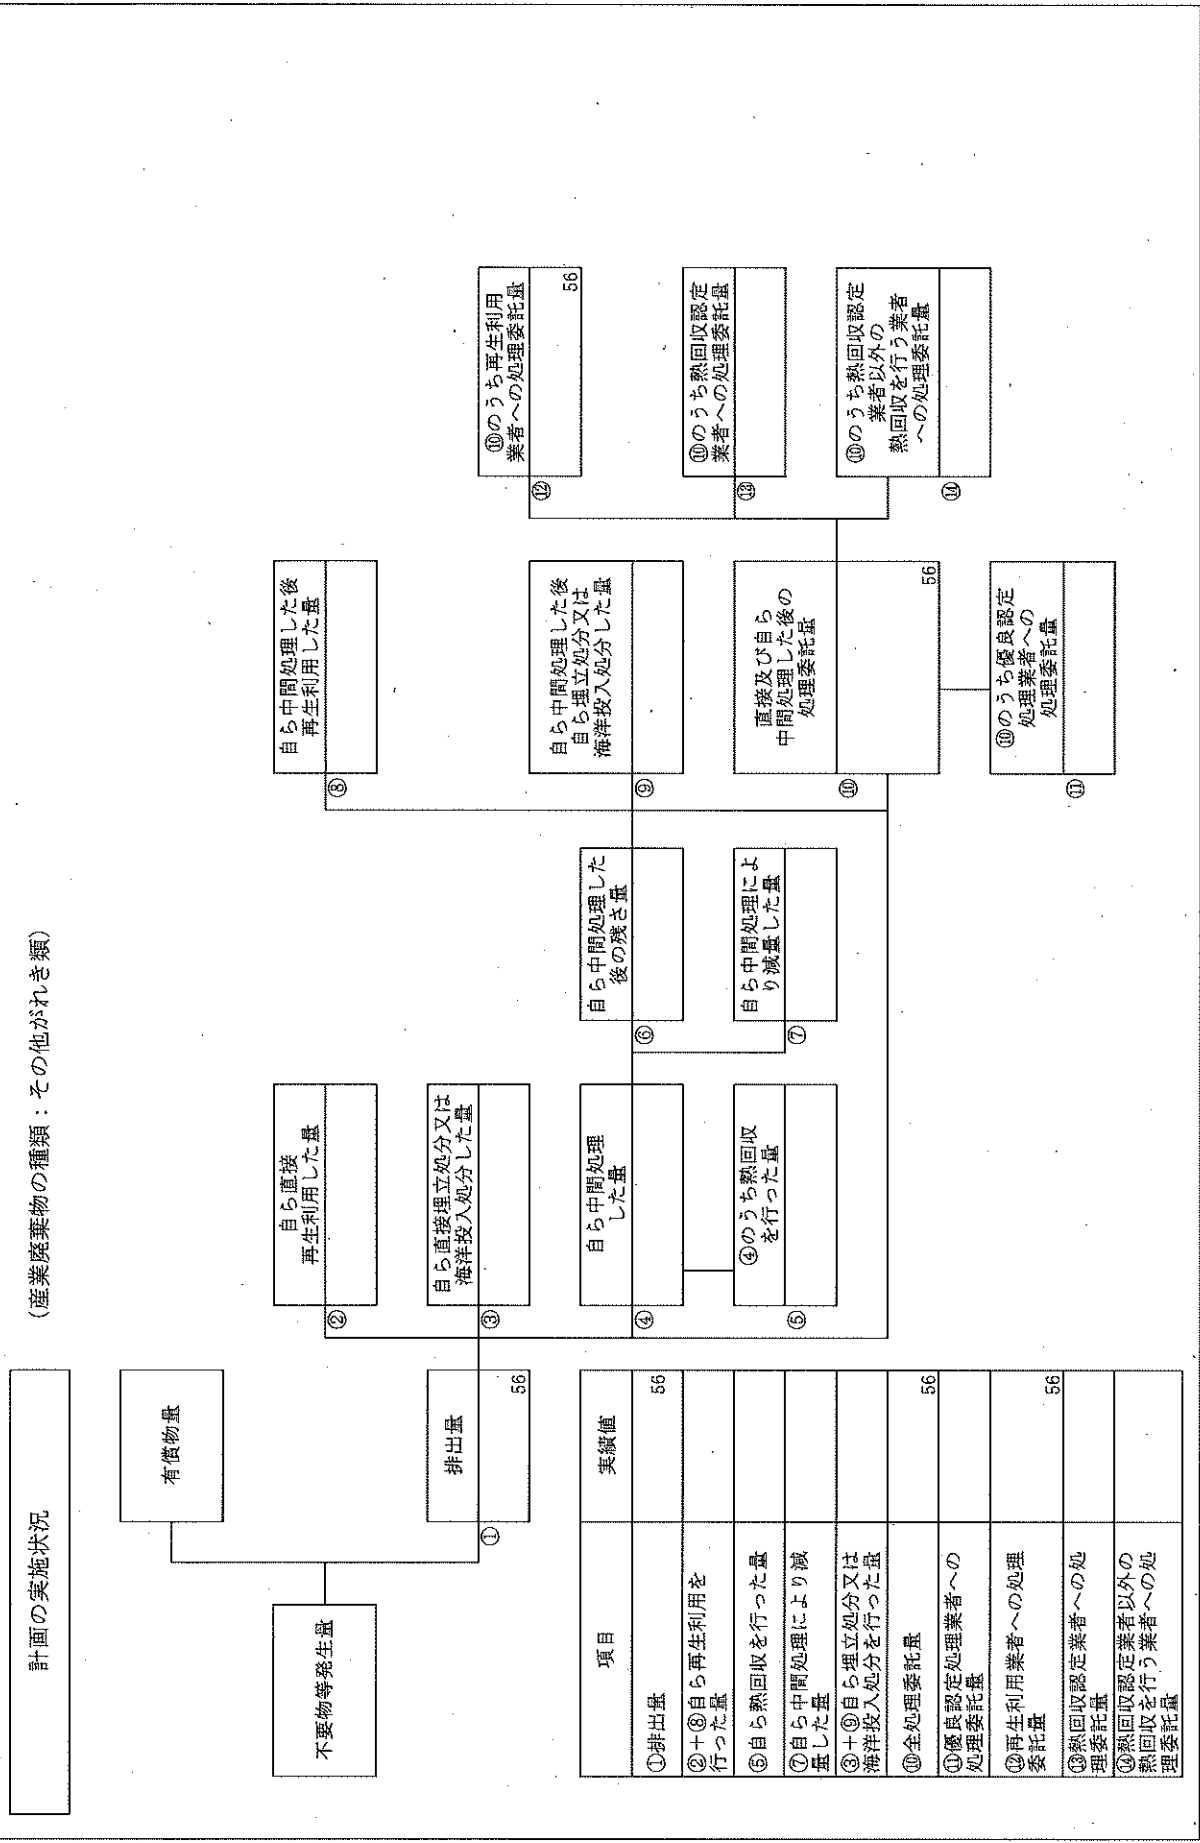 計画の実施状況
(産業廃棄物の種類:その他がれき類)
有償物量
不要物等発生量
排出量
①
56
自ら直接
再生利用した量
②
自ら直接埋立処分又は
海洋投入処分した量
③
自ら中間処理
した量
④
④のうち熱回収
を行った量
⑤
自ら中間処理した
後の残さ量
⑥
自ら中間処理によ
り減量した量
⑦
自ら中間処理した後
再生利用した量
⑧
自ら中間処理した後
自ら埋立処分又は
海洋投入処分した量
⑨
直接及び自ら
中間処理した後の
処理委託量
⑩
56
⑩のうち優良認定
処理業者への
処理委託量
⑪
⑩のうち再生利用
業者への処理委託量
⑫
56
⑩のうち熱回収認定
業者への処理委託量
⑬
⑩のうち熱回収認定
業者以外の
熱回収を行う業者
への処理委託量
⑭
項目
実績値
①排出量
56
②+⑧自ら再生利用を
行った量
⑤自ら熱回収を行った量
⑦自ら中間処理により減
量した量
③+⑨自ら埋立処分又は
海洋投入処分を行った量
⑩全処理委託量
56
⑪優良認定処理業者への
処理委託量
⑫再生利用業者への処理
委託量
56
⑬熱回収認定業者への処
理委託量
⑭熱回収認定業者以外の
熱回収を行う業者への処
理委託量